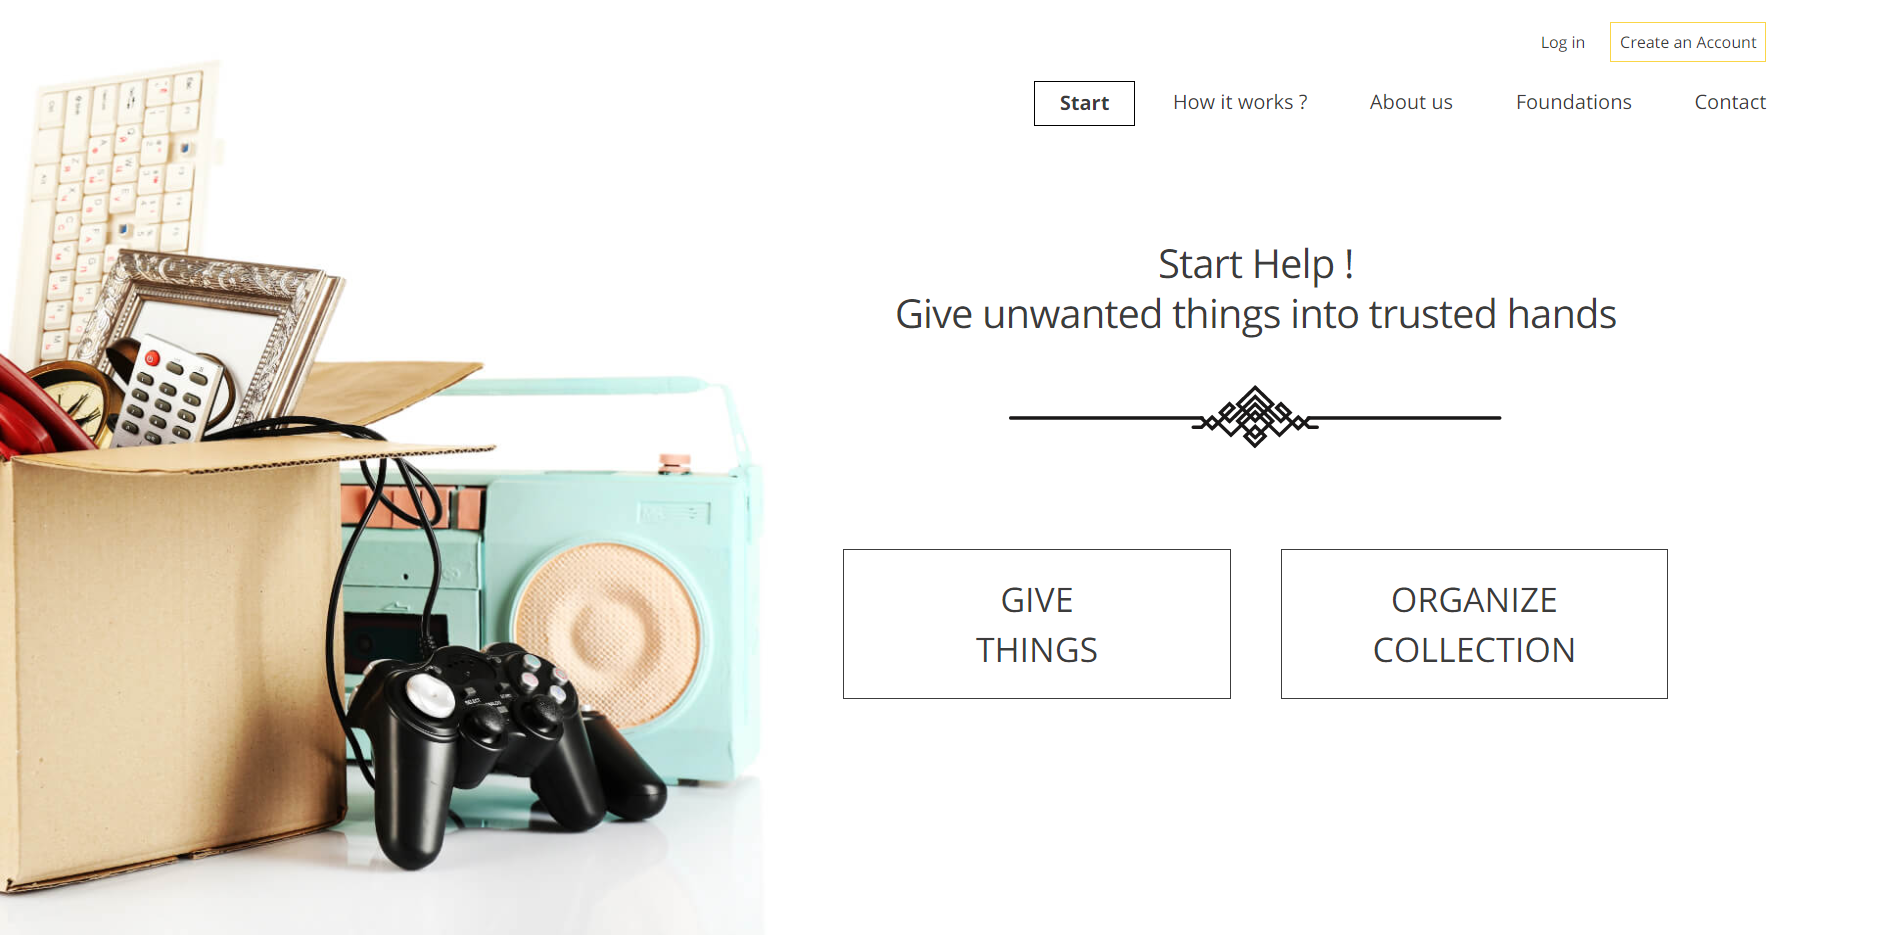 Log in
Create an Account
Start
How it works ?
About us
Foundations
Contact
Start Help !
Give unwanted things into trusted hands
GIVE
THINGS
ORGANIZE
COLLECTION